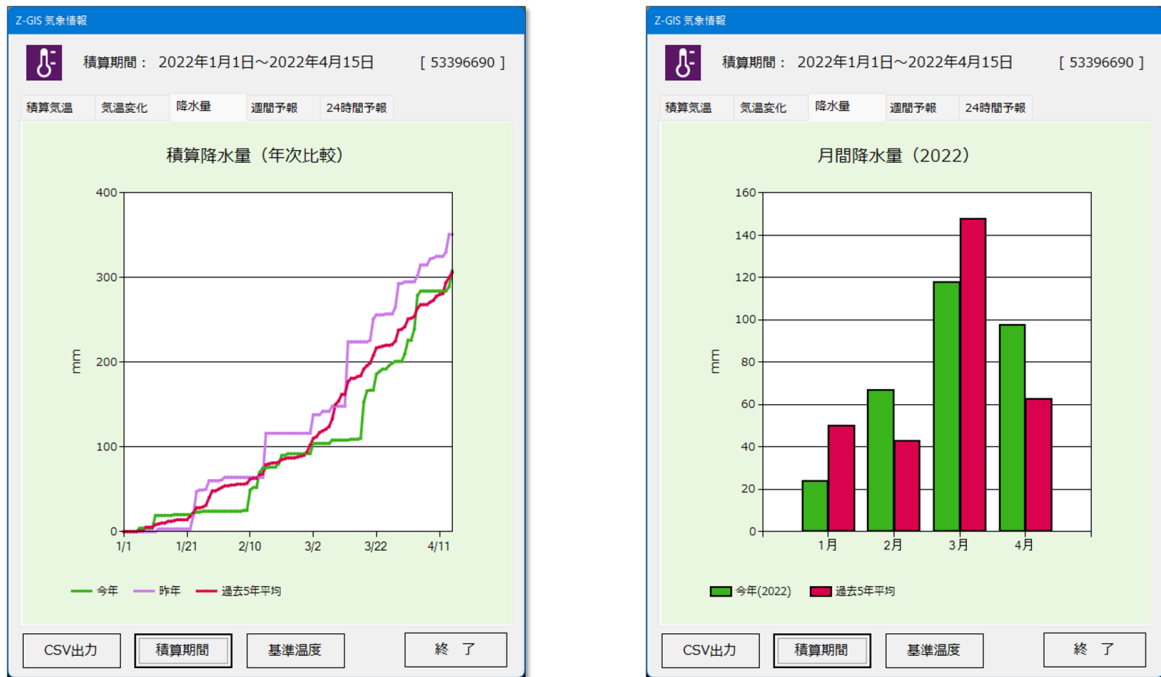 Z-GIS 気象情報
積算期間： 2022年1月1日～2022年4月15日 [ 53396690 ]
積算気温 気温変化 降水量 週間予報 24時間予報
積算降水量（年次比較）
400
300
200
100
0
mm
1/1 1/21 2/10 3/2 3/22 4/11
今年 昨年 過去5年平均
CSV出力 積算期間 基準温度 終 了
Z-GIS 気象情報
積算期間： 2022年1月1日～2022年4月15日 [ 53396690 ]
積算気温 気温変化 降水量 週間予報 24時間予報
月間降水量（2022）
160
140
120
100
80
60
40
20
0
mm
1月 2月 3月 4月
今年(2022) 過去5年平均
CSV出力 積算期間 基準温度 終 了